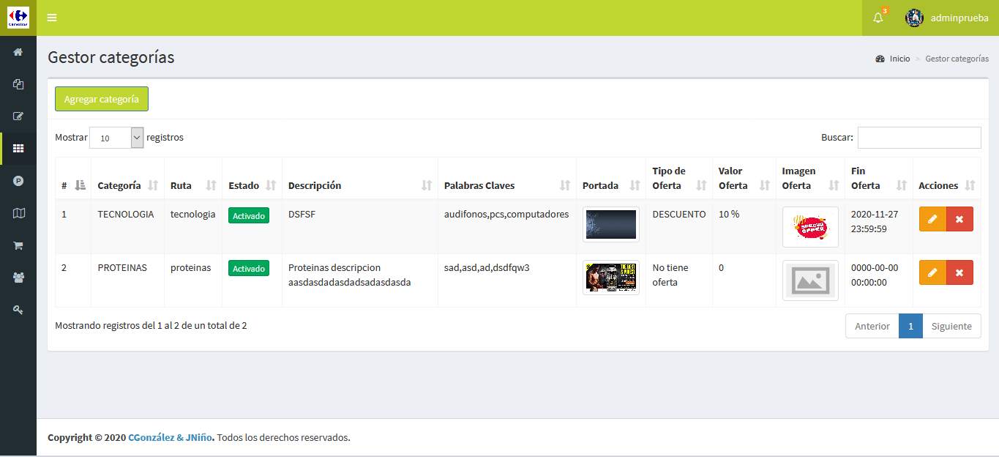 3
adminprueba
Gestor categorías
Inicio > Gestor categorías
Agregar categoría
Mostrar 10 registros
Buscar:
# Categoría Ruta Estado Descripción Palabras Claves Portada Tipo de Oferta Valor Oferta Imagen Oferta Fin Oferta Acciones
1 TECNOLOGIA tecnologia Activado DSFSF audifonos,pcs,computadores DESCUENTO 10 % SPECIAL OFFER 2020-11-27 23:59:59
2 PROTEINAS proteinas Activado Proteinas descripcion aasdasdadasdadsadasdasda sad,asd,ad,dsdfqw3 No tiene oferta 0 0000-00-00 00:00:00
Mostrando registros del 1 al 2 de un total de 2
Anterior 1 Siguiente
Copyright © 2020 CGonzález & JNiño. Todos los derechos reservados.